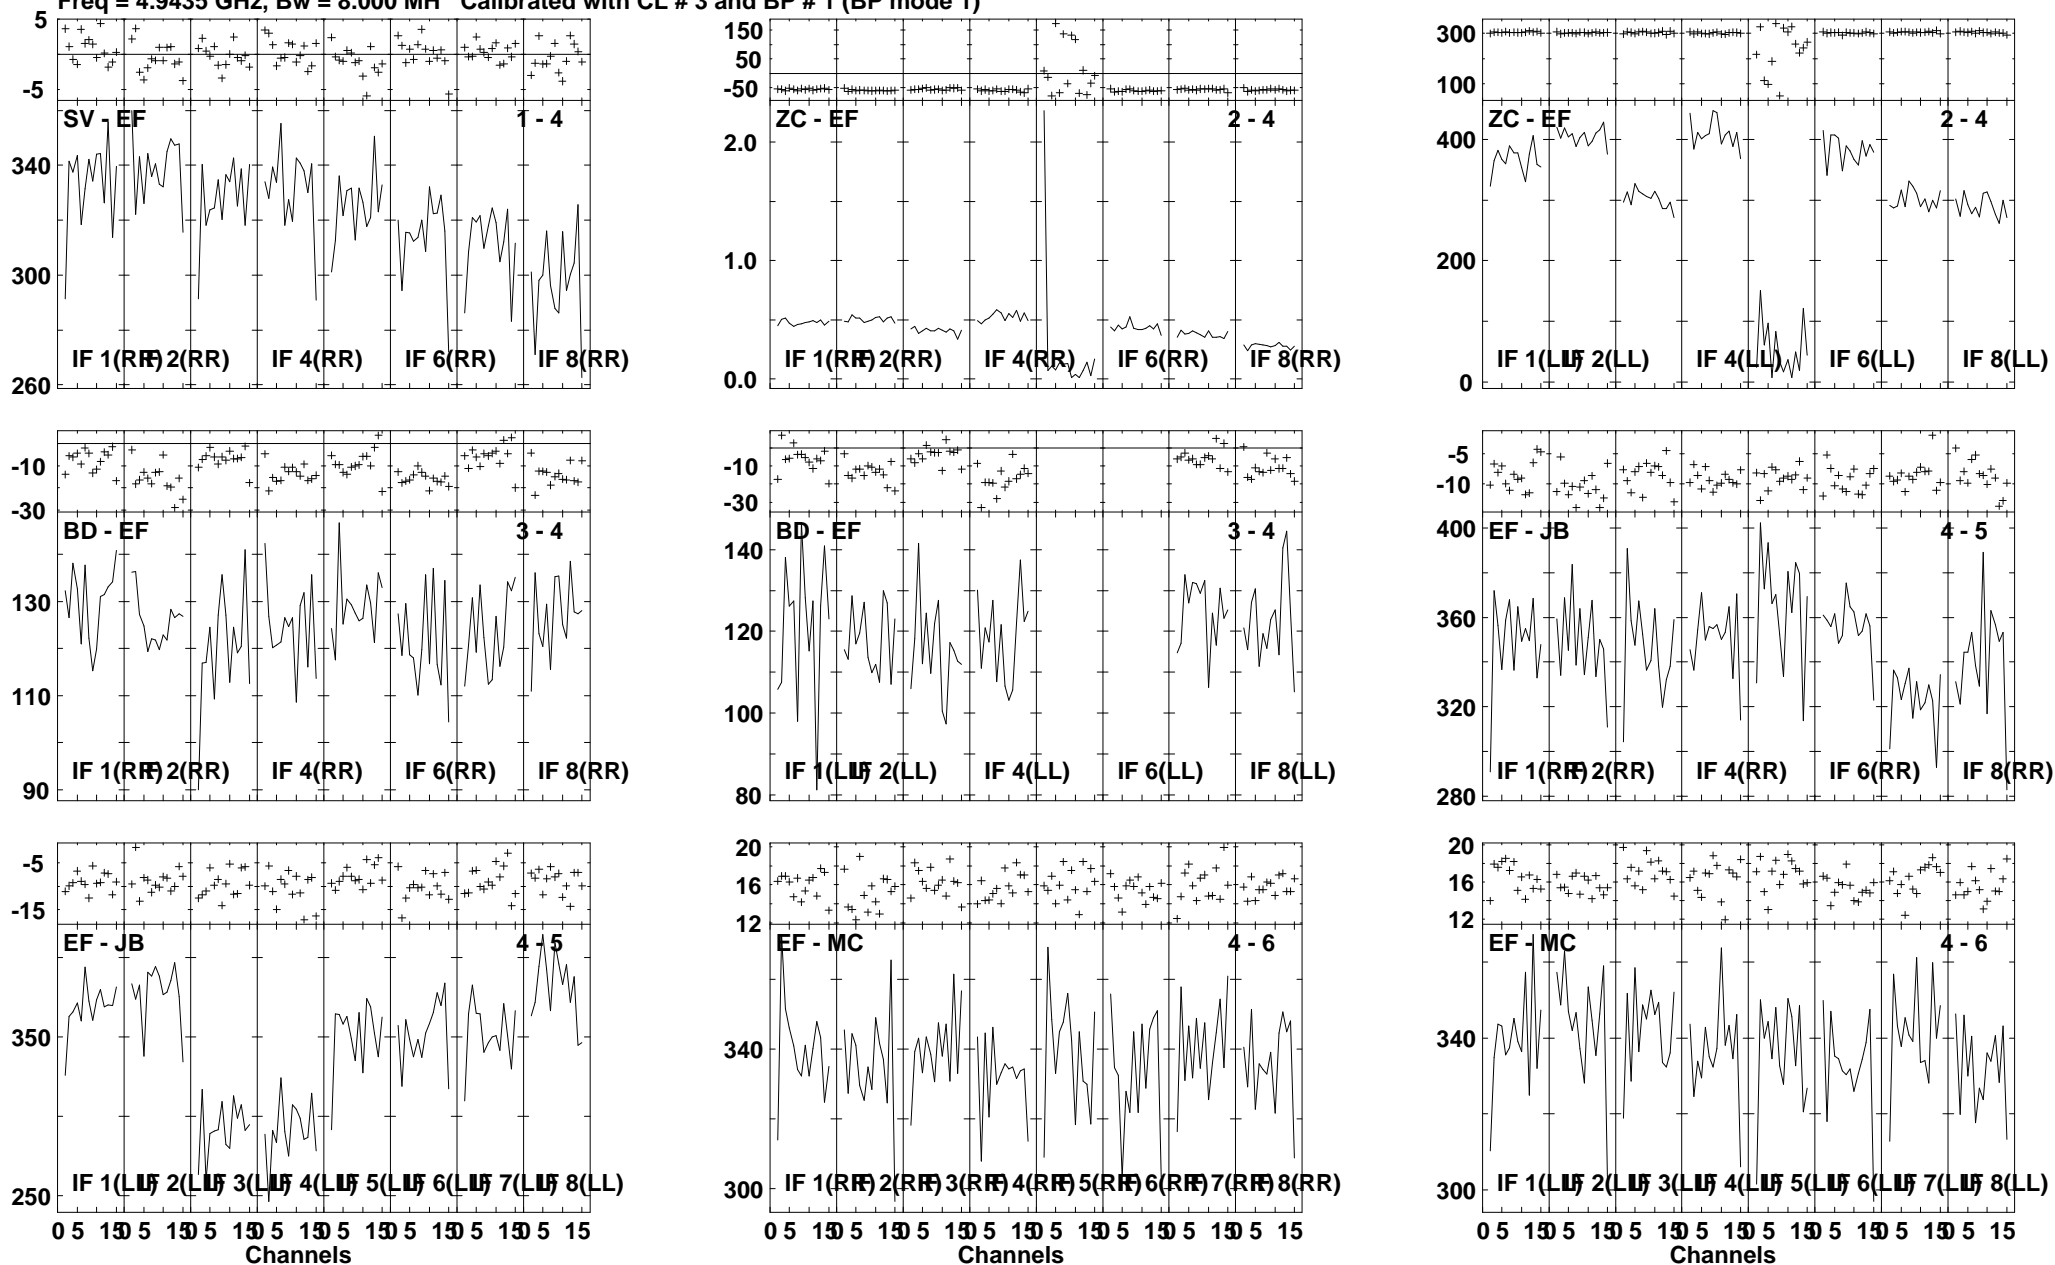 Freq = 4.9435 GHz, Bw = 8.000 MH Calibrated with CL # 3 and BP # 1 (BP mode 1)
5
-5
SV - EF 1 - 4
340
300
260
IF 1(RR) IF 2(RR) IF 4(RR) IF 6(RR) IF 8(RR)
150
50
-50
ZC - EF 2 - 4
2.0
1.0
0.0
IF 1(RR) IF 2(RR) IF 4(RR) IF 6(RR) IF 8(RR)
300
100
ZC - EF 2 - 4
400
200
0
IF 1(LL) IF 2(LL) IF 4(LL) IF 6(LL) IF 8(LL)
-10
-30
BD - EF 3 - 4
130
110
90
IF 1(RR) IF 2(RR) IF 4(RR) IF 6(RR) IF 8(RR)
-10
-30
BD - EF 3 - 4
140
120
100
80
IF 1(LL) IF 2(LL) IF 4(LL) IF 6(LL) IF 8(LL)
-5
-10
EF - JB 4 - 5
400
360
320
280
IF 1(RR) IF 2(RR) IF 4(RR) IF 6(RR) IF 8(RR)
-5
-15
EF - JB 4 - 5
350
250
IF 1(LL) IF 2(LL) IF 3(LL) IF 4(LL) IF 5(LL) IF 6(LL) IF 7(LL) IF 8(LL)
0 5 15 0 5 15 0 5 15 0 5 15 0 5 15 0 5 15 0 5 15 0 5 15
Channels
20
16
12
EF - MC 4 - 6
340
300
IF 1(RR) IF 2(RR) IF 3(RR) IF 4(RR) IF 5(RR) IF 6(RR) IF 7(RR) IF 8(RR)
0 5 15 0 5 15 0 5 15 0 5 15 0 5 15 0 5 15 0 5 15 0 5 15
Channels
20
16
12
EF - MC 4 - 6
340
300
IF 1(LL) IF 2(LL) IF 3(LL) IF 4(LL) IF 5(LL) IF 6(LL) IF 7(LL) IF 8(LL)
0 5 15 0 5 15 0 5 15 0 5 15 0 5 15 0 5 15 0 5 15 0 5 15
Channels